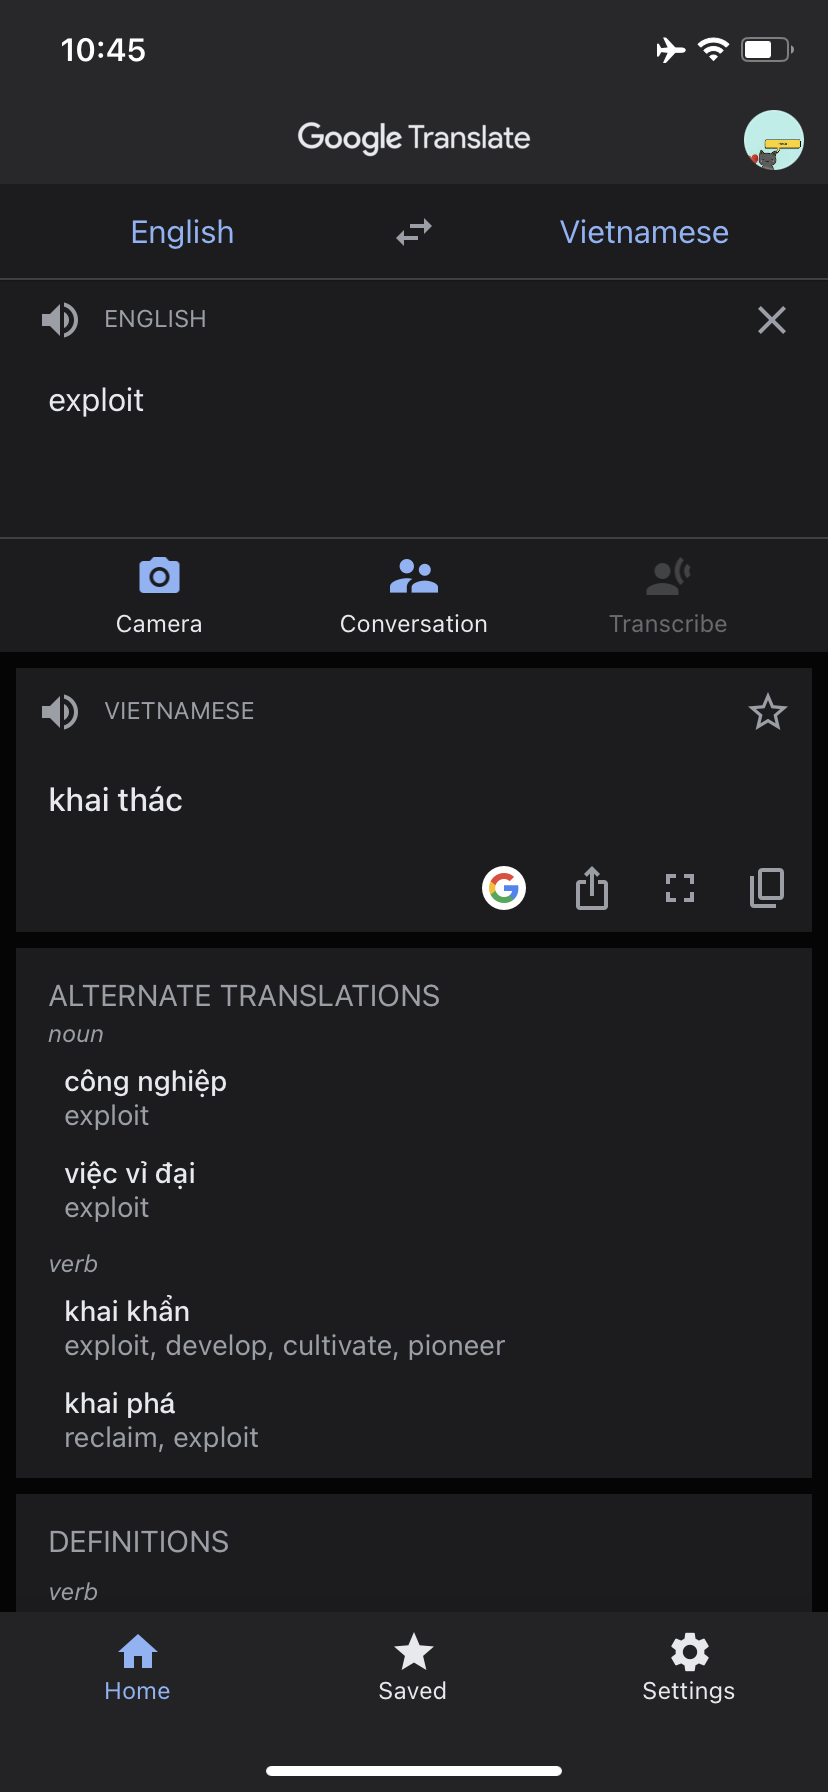 10:45
Google Translate
English
Vietnamese
ENGLISH
exploit
Camera
Conversation
Transcribe
VIETNAMESE
khai thác
ALTERNATE TRANSLATIONS
noun
công nghiệp
exploit
việc vỉ đại
exploit
verb
khai khẩn
exploit, develop, cultivate, pioneer
khai phá
reclaim, exploit
DEFINITIONS
verb
Home
Saved
Settings